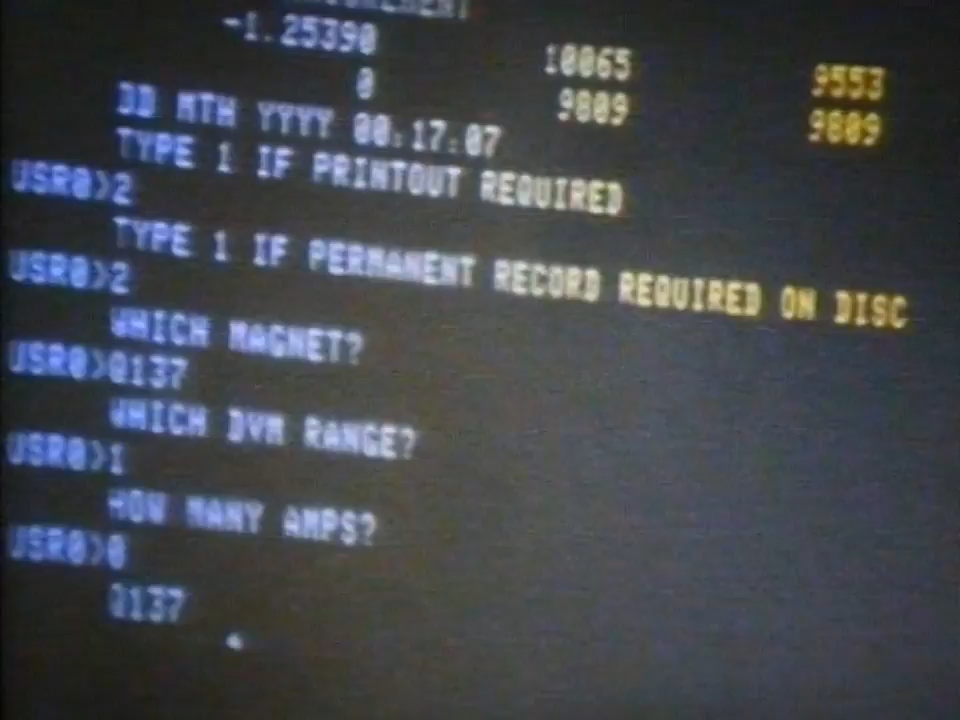 -1.25390 10065 9553
0 9809 9809
DD MTH YYYY 00:17:07
TYPE 1 IF PRINTOUT REQUIRED
USR0>2
TYPE 1 IF PERMANENT RECORD REQUIRED ON DISC
USR0>2
WHICH MAGNET?
USR0>Q137
WHICH DVM RANGE?
USR0>1
HOW MANY AMPS?
USR0>0
Q137